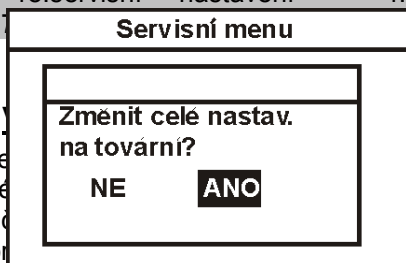 Servisní menu
Změnit celé nastav.
na tovární?
NE ANO